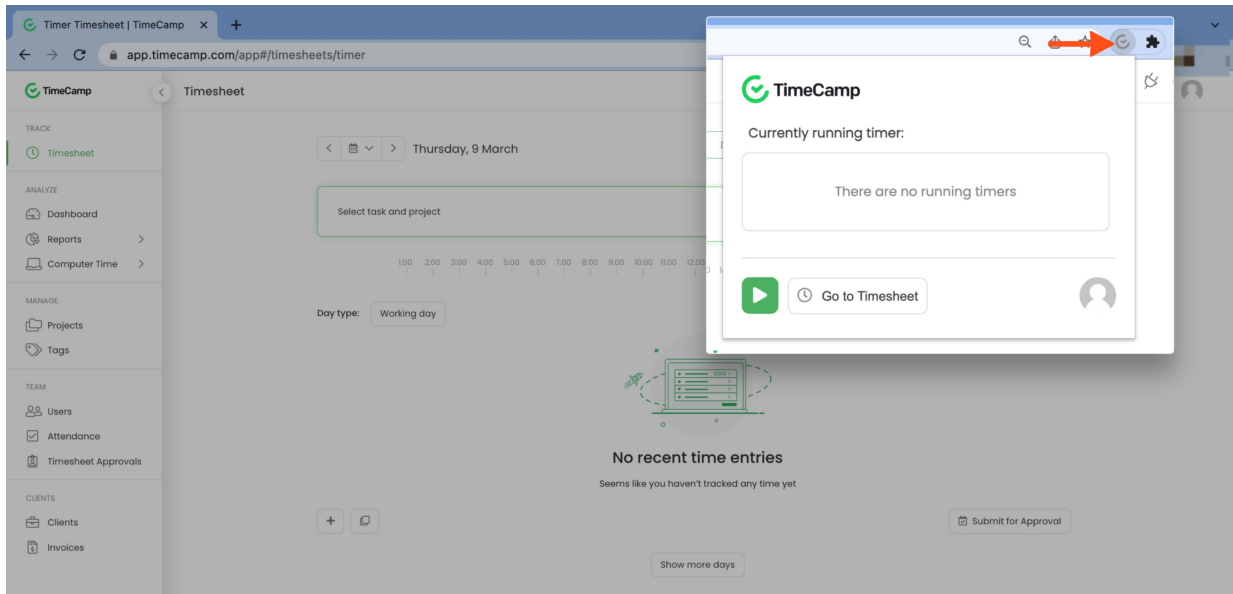 Timer Timesheet | TimeCamp
app.timecamp.com/app#/timesheets/timer
TimeCamp
Timesheet
TRACK
Timesheet
ANALYZE
Dashboard
Reports
Computer Time
MANAGE
Projects
Tags
TEAM
Users
Attendance
Timesheet Approvals
CLIENTS
Clients
Invoices
Thursday, 9 March
Select task and project
1:00 2:00 3:00 4:00 5:00 6:00 7:00 8:00 9:00 10:00 11:00 12:00
Day type: Working day
No recent time entries
Seems like you haven't tracked any time yet
Submit for Approval
Show more days
TimeCamp
Currently running timer:
There are no running timers
Go to Timesheet